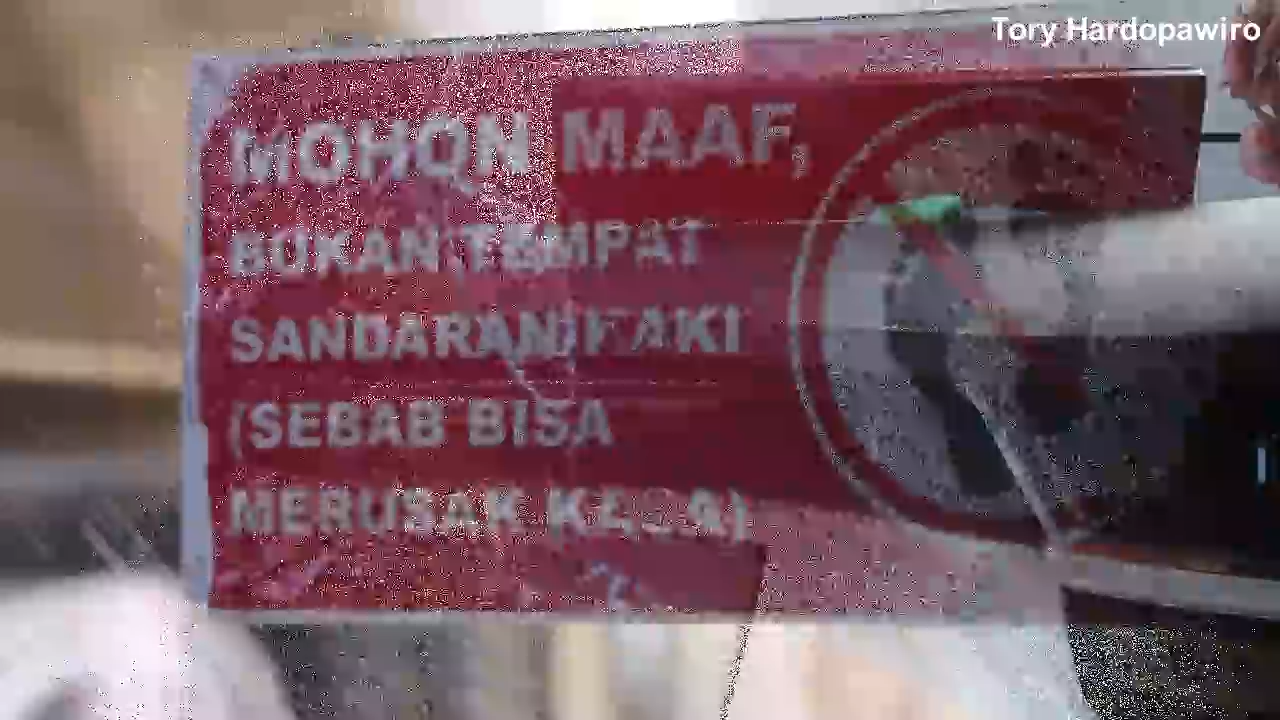 Tory Hardopawiro
MOHON MAAF,
BUKAN TEMPAT
SANDARAN KAKI
(SEBAB BISA
MERUSAK KACA)